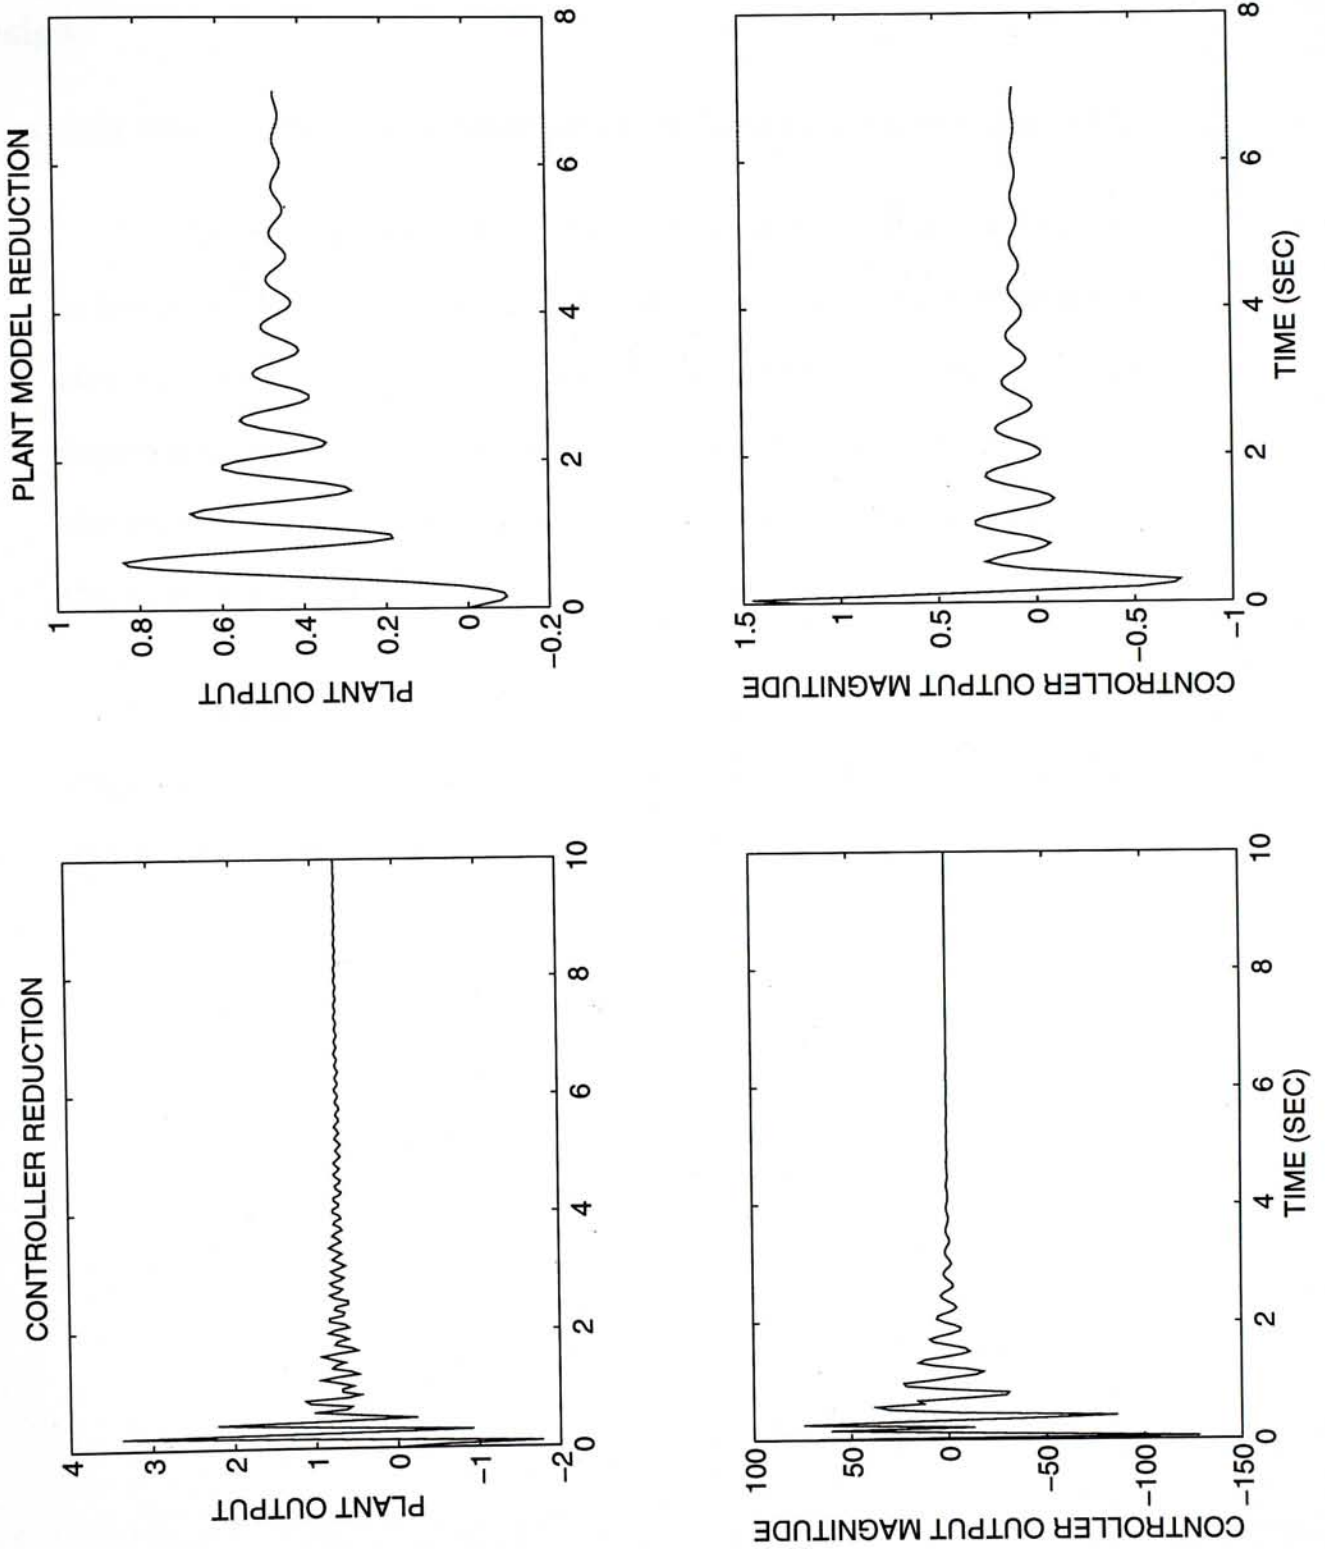 CONTROLLER REDUCTION
PLANT OUTPUT
4
3
2
1
0
-1
-2
0 2 4 6 8 10
PLANT MODEL REDUCTION
PLANT OUTPUT
1
0.8
0.6
0.4
0.2
0
-0.2
0 2 4 6 8
CONTROLLER OUTPUT MAGNITUDE
100
50
0
-50
-100
-150
0 2 4 6 8 10
TIME (SEC)
CONTROLLER OUTPUT MAGNITUDE
1.5
1
0.5
0
-0.5
-1
0 2 4 6 8
TIME (SEC)